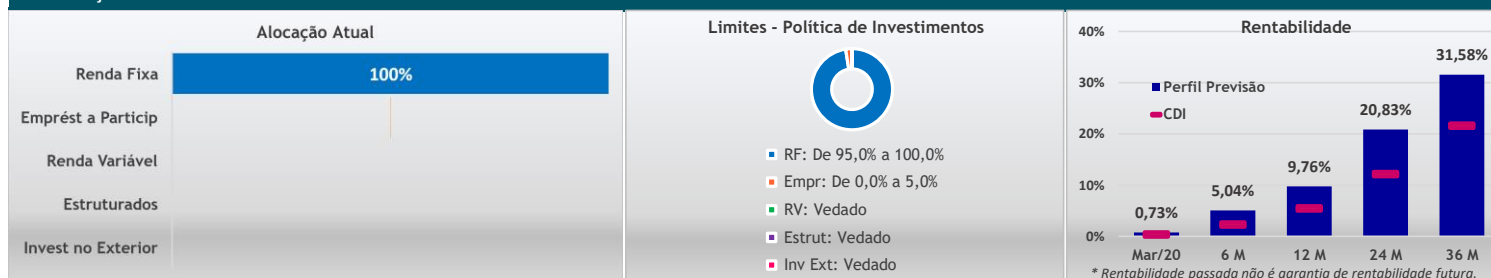 Alocação Atual
Renda Fixa
100%
Emprést a Particip
Renda Variável
Estruturados
Invest no Exterior
Limites - Política de Investimentos
RF: De 95,0% a 100,0%
Empr: De 0,0% a 5,0%
RV: Vedado
Estrut: Vedado
Inv Ext: Vedado
Rentabilidade
40%
30%
20%
10%
0%
Perfil Previsão
CDI
0,73%
5,04%
9,76%
20,83%
31,58%
Mar/20
6 M
12 M
24 M
36 M
* Rentabilidade passada não é garantia de rentabilidade futura.